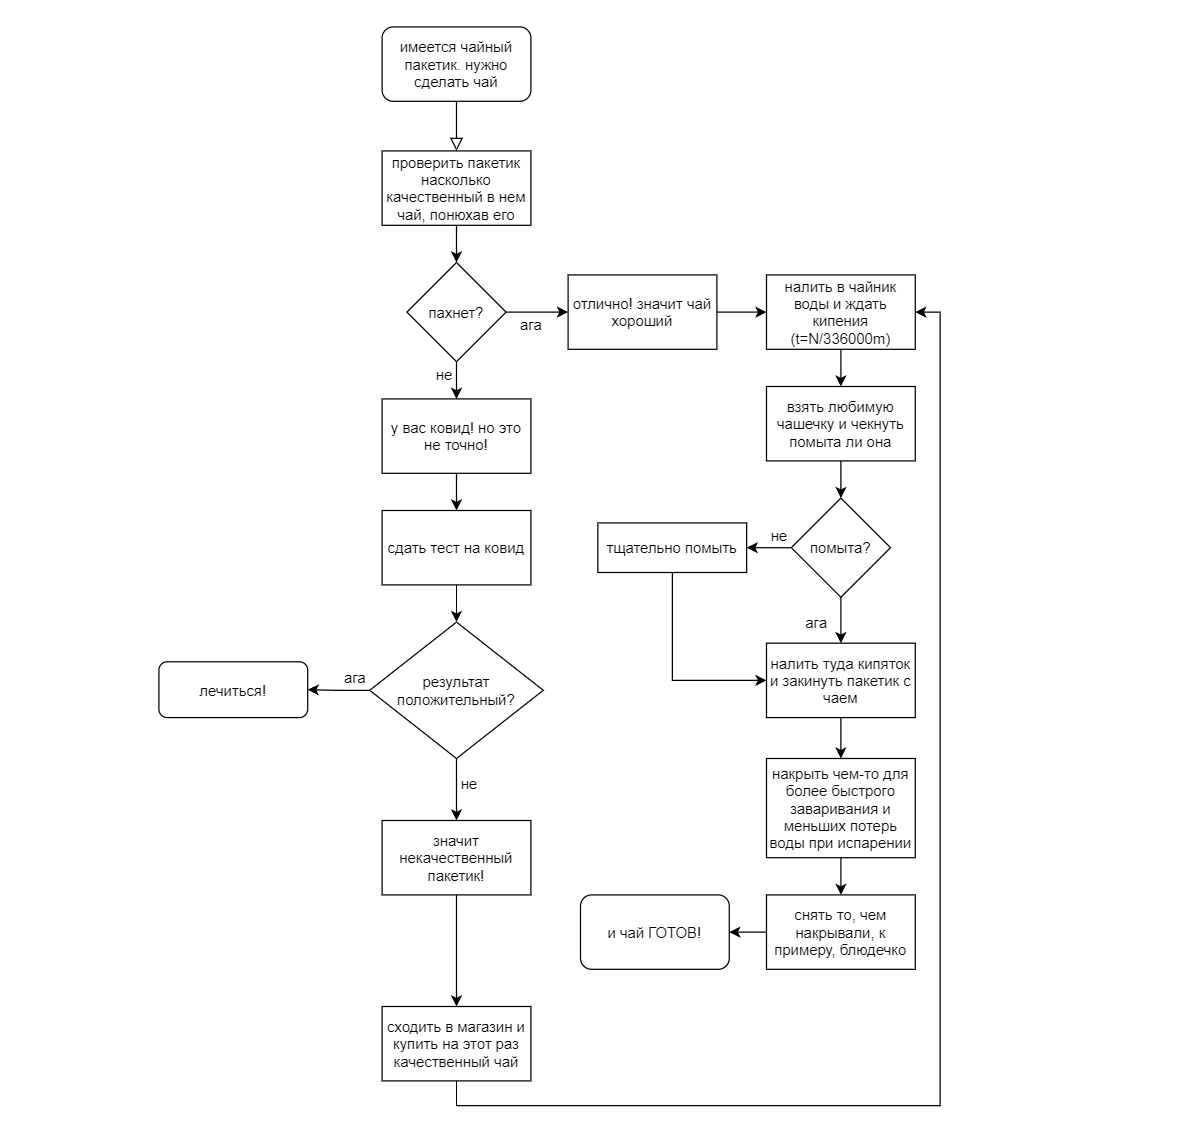 имеется чайный
пакетик. нужно
сделать чай
проверить пакетик
насколько
качественный в нем
чай, понюхав его
пахнет?
ага
отлично! значит чай
хороший
налить в чайник
воды и ждать
кипения
(t=N/336000m)
не
у вас ковид! но это
не точно!
взять любимую
чашечку и чекнуть
помыта ли она
сдать тест на ковид
тщательно помыть
не
помыта?
ага
лечиться!
ага
результат
положительный?
налить туда кипяток
и закинуть пакетик с
чаем
не
накрыть чем-то для
более быстрого
заваривания и
меньших потерь
воды при испарении
значит
некачественный
пакетик!
и чай ГОТОВ!
снять то, чем
накрывали, к
примеру, блюдечко
сходить в магазин и
купить на этот раз
качественный чай